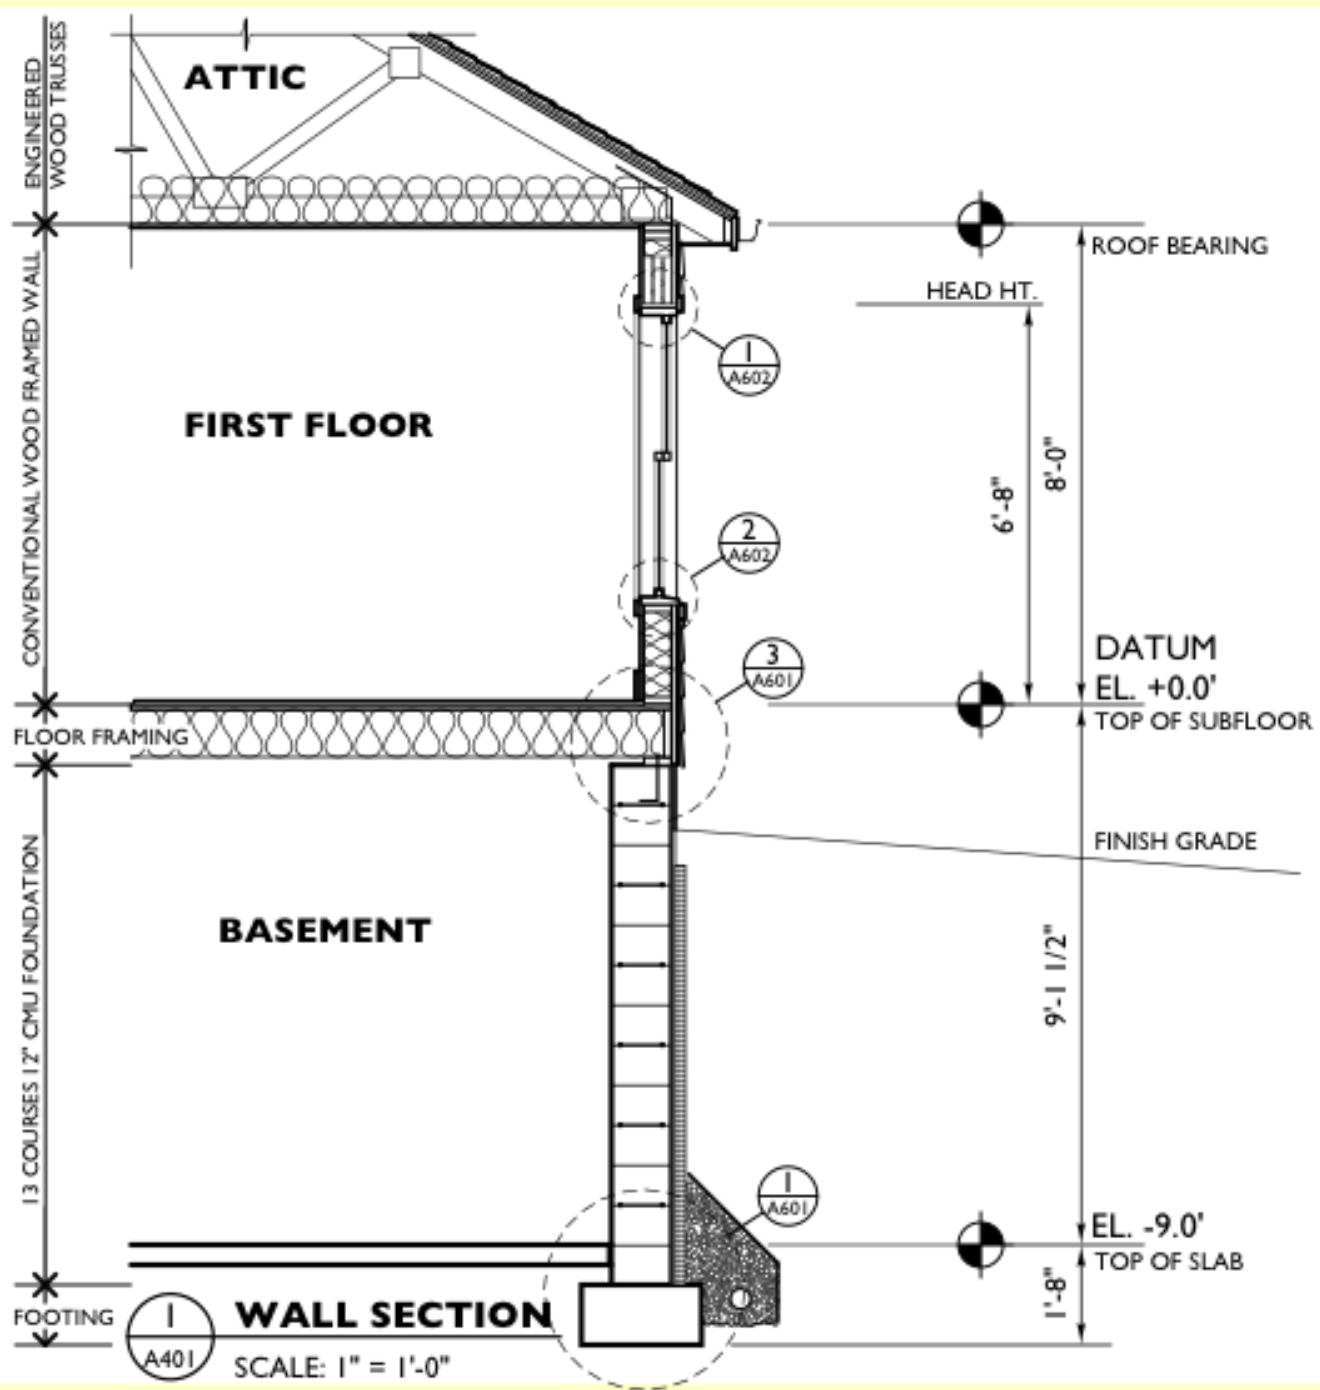 ENGINEERED
WOOD TRUSSES
ATTIC
ROOF BEARING
HEAD HT.
1
A602
CONVENTIONAL WOOD FRAMED WALL
FIRST FLOOR
8'-0"
6'-8"
2
A602
3
A601
DATUM
EL. +0.0'
TOP OF SUBFLOOR
FLOOR FRAMING
FINISH GRADE
13 COURSES 12" CMU FOUNDATION
BASEMENT
9'-1 1/2"
1
A601
EL. -9.0'
TOP OF SLAB
1'-8"
FOOTING
1
A401
WALL SECTION
SCALE: 1" = 1'-0"